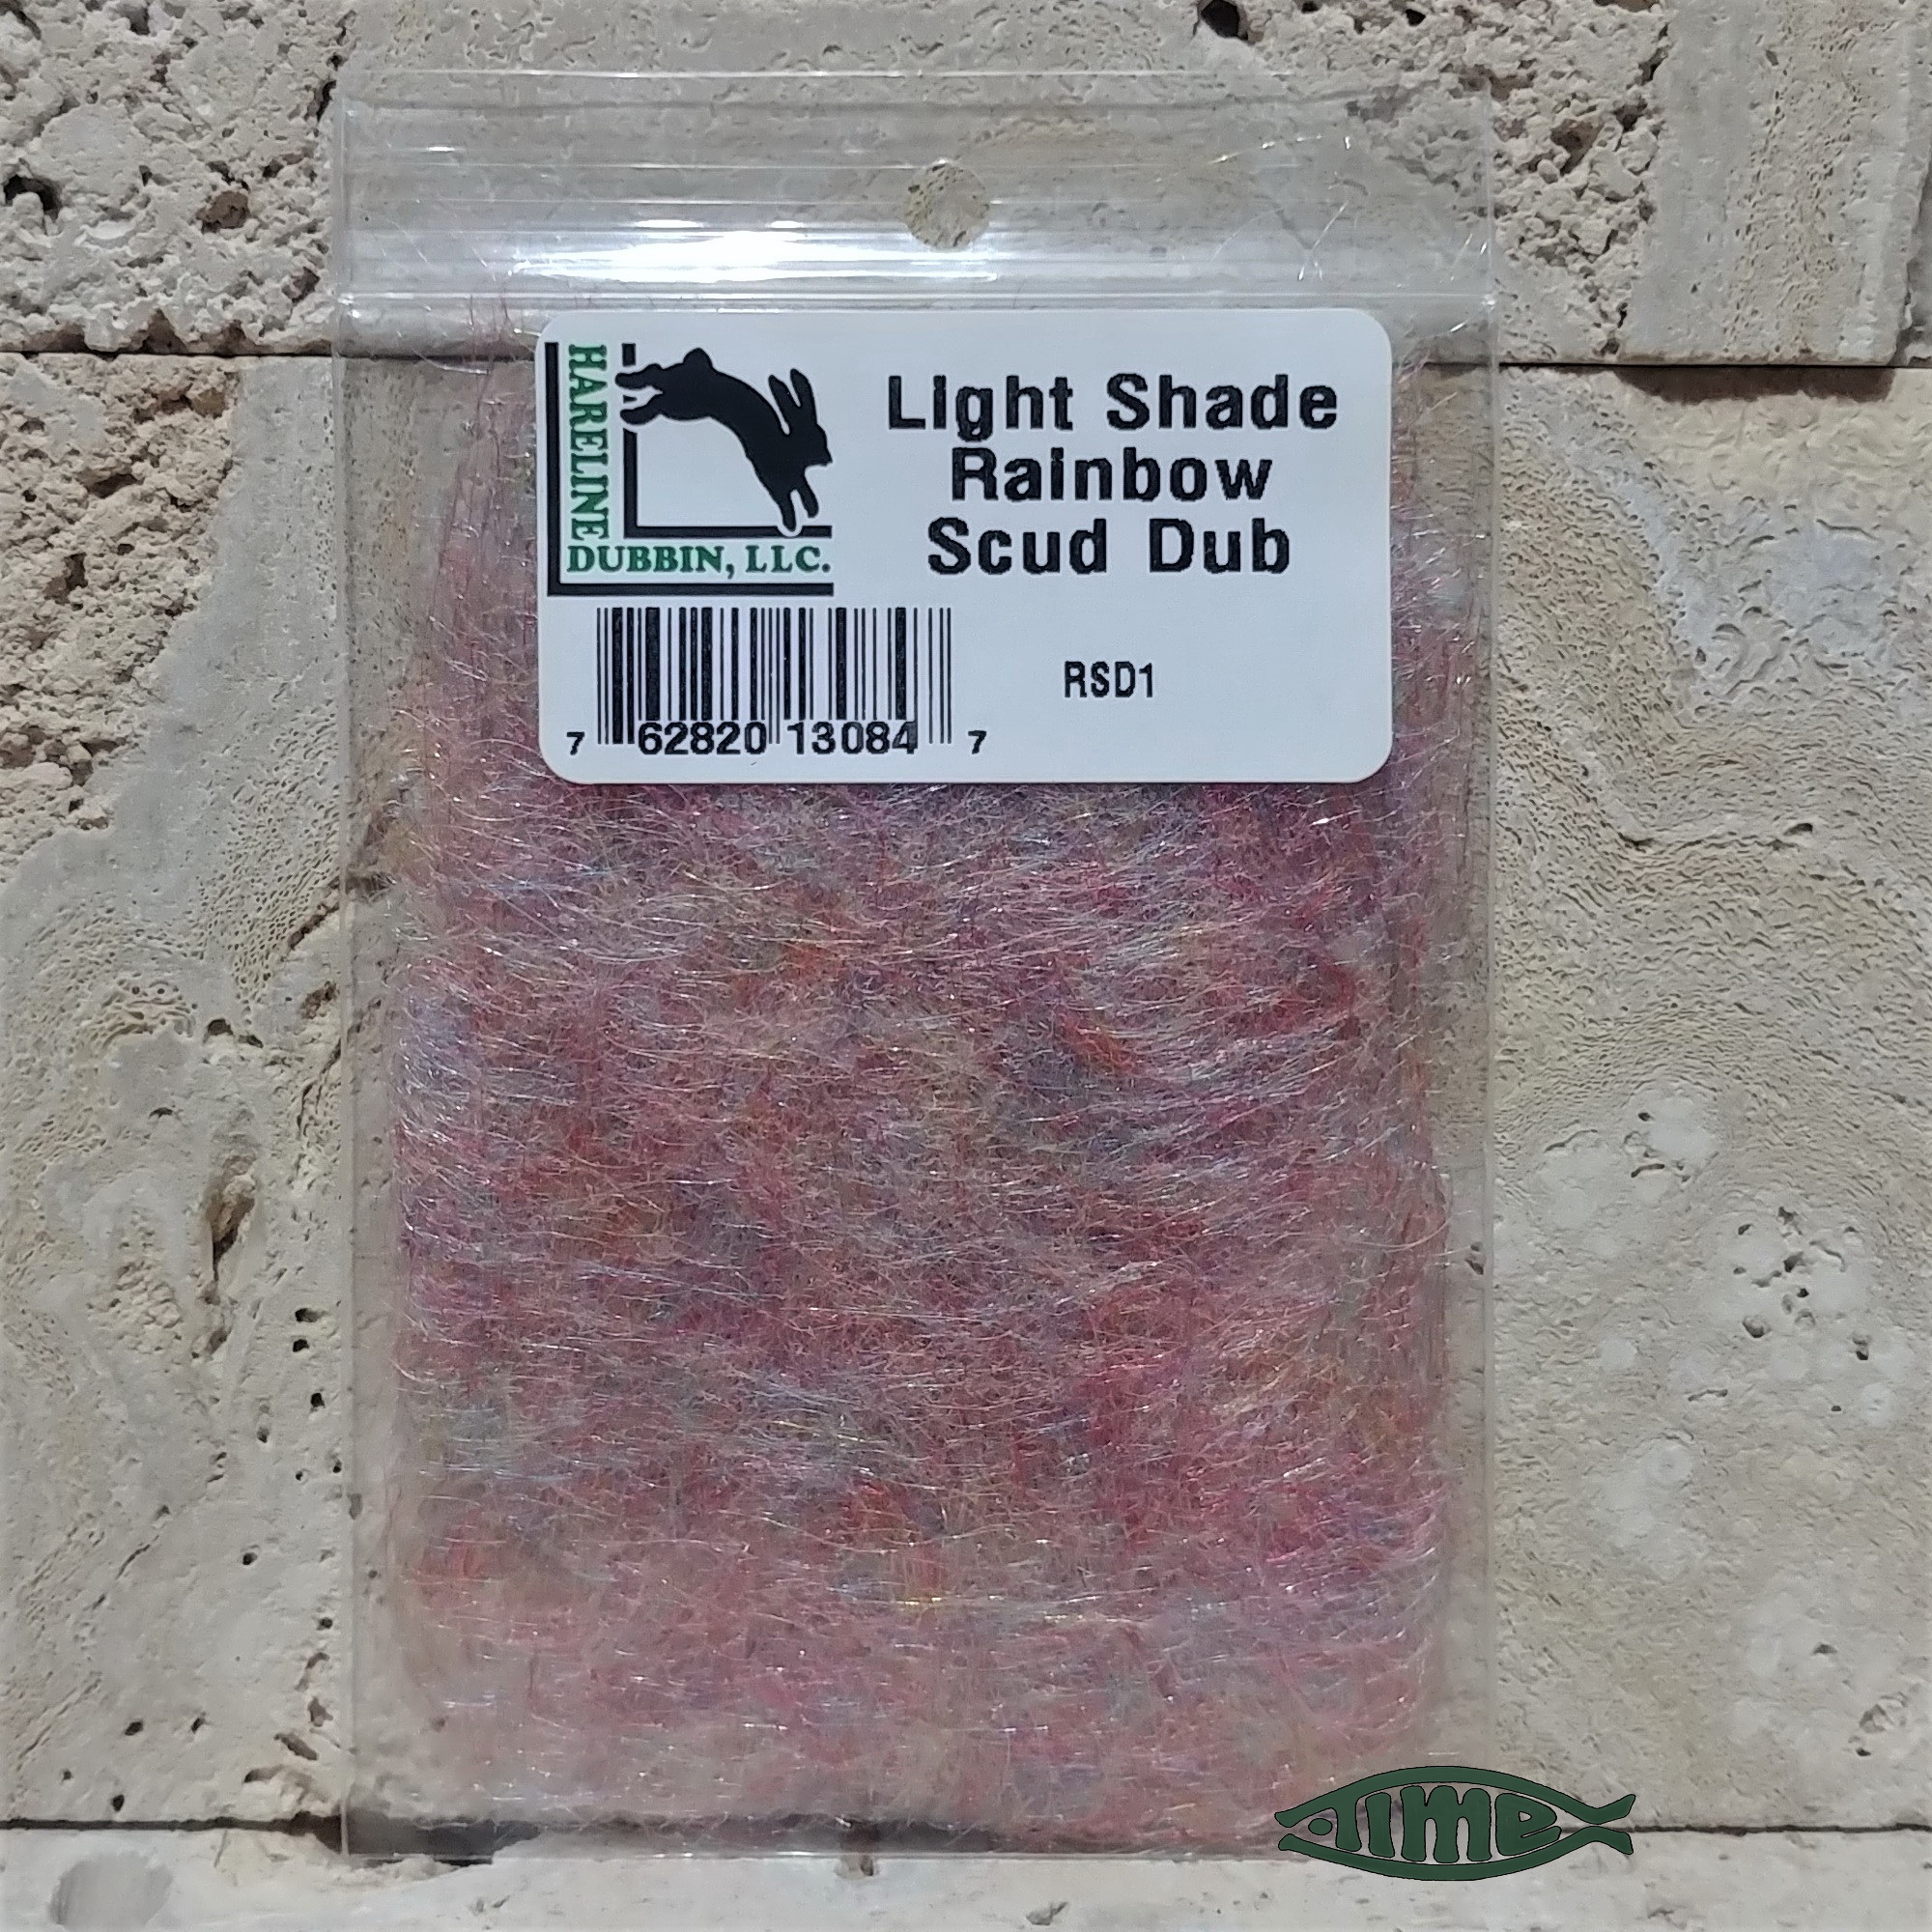 HARELINE
DUBBIN, LLC.
Light Shade
Rainbow
Scud Dub
RSD1
7 62820 13084 7
TIME